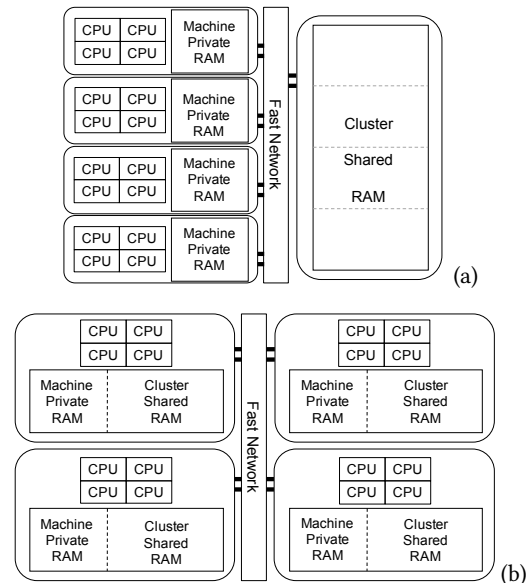 CPU CPU
CPU CPU
Machine
Private
RAM
CPU CPU
CPU CPU
Machine
Private
RAM
CPU CPU
CPU CPU
Machine
Private
RAM
CPU CPU
CPU CPU
Machine
Private
RAM
Fast Network
Cluster
Shared
RAM
(a)
CPU CPU
CPU CPU
Machine
Private
RAM
Cluster
Shared
RAM
CPU CPU
CPU CPU
Machine
Private
RAM
Cluster
Shared
RAM
Fast Network
CPU CPU
CPU CPU
Machine
Private
RAM
Cluster
Shared
RAM
CPU CPU
CPU CPU
Machine
Private
RAM
Cluster
Shared
RAM
(b)